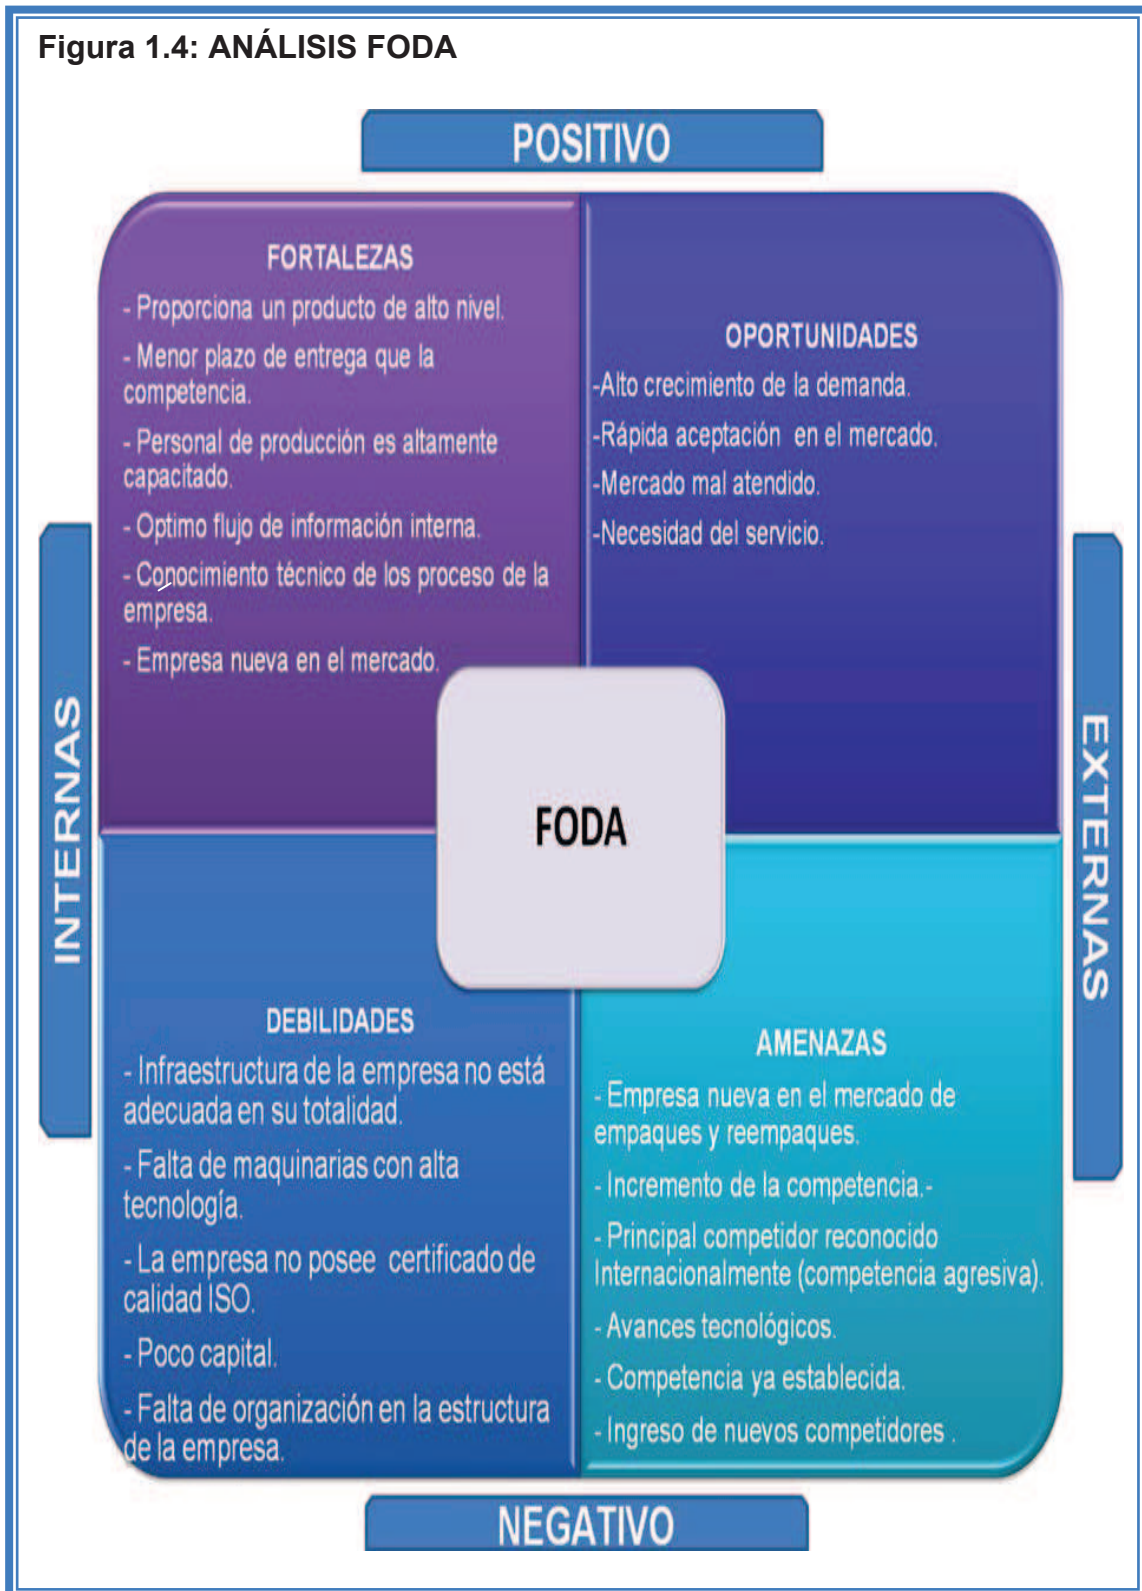 Figura 1.4: ANÁLISIS FODA
POSITIVO
FORTALEZAS
- Proporciona un producto de alto nivel.
- Menor plazo de entrega que la
competencia.
- Personal de producción es altamente
capacitado.
- Optimo flujo de información interna.
- Conocimiento técnico de los proceso de la
empresa.
- Empresa nueva en el mercado.
OPORTUNIDADES
-Alto crecimiento de la demanda.
-Rápida aceptación en el mercado.
-Mercado mal atendido.
-Necesidad del servicio.
INTERNAS
FODA
EXTERNAS
DEBILIDADES
- Infraestructura de la empresa no está
adecuada en su totalidad.
- Falta de maquinarias con alta
tecnología.
- La empresa no posee certificado de
calidad ISO.
- Poco capital.
- Falta de organización en la estructura
de la empresa.
AMENAZAS
- Empresa nueva en el mercado de
empaques y reempaques.
- Incremento de la competencia.-
- Principal competidor reconocido
Internacionalmente (competencia agresiva).
- Avances tecnológicos.
- Competencia ya establecida.
- Ingreso de nuevos competidores .
NEGATIVO